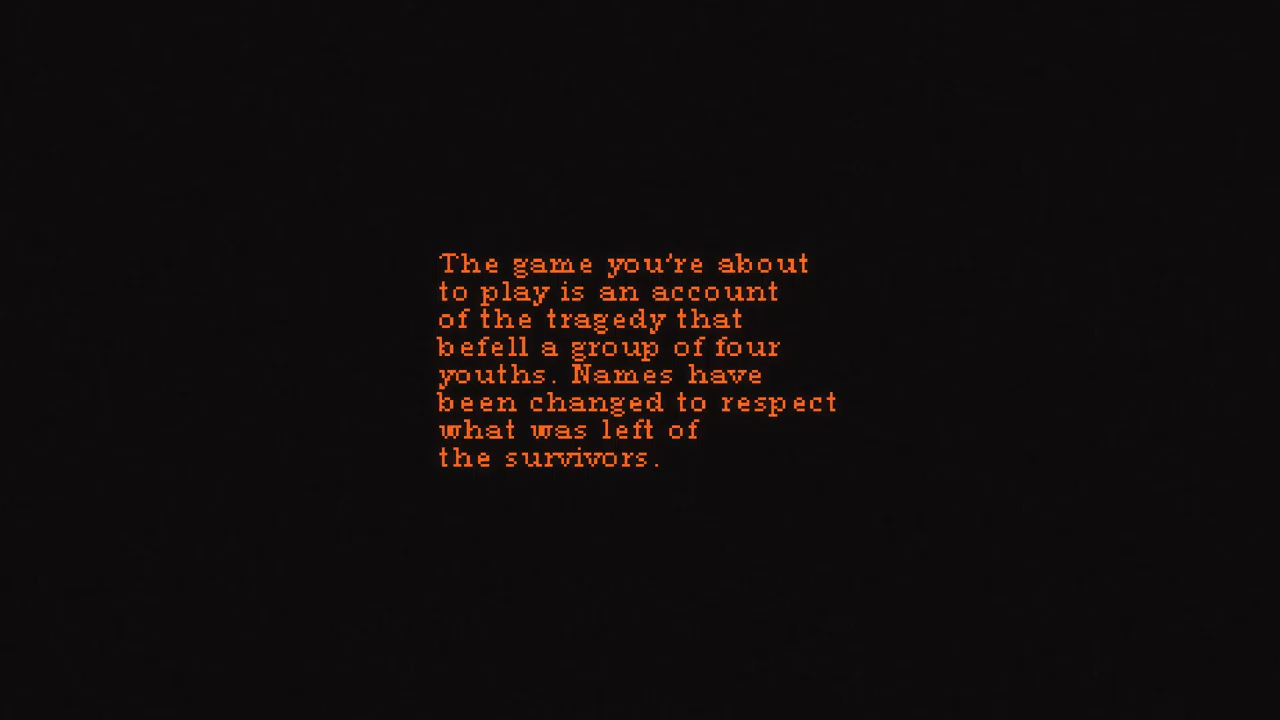 The game you're about
to play is an account
of the tragedy that
befell a group of four
youths. Names have
been changed to respect
what was left of
the survivors.